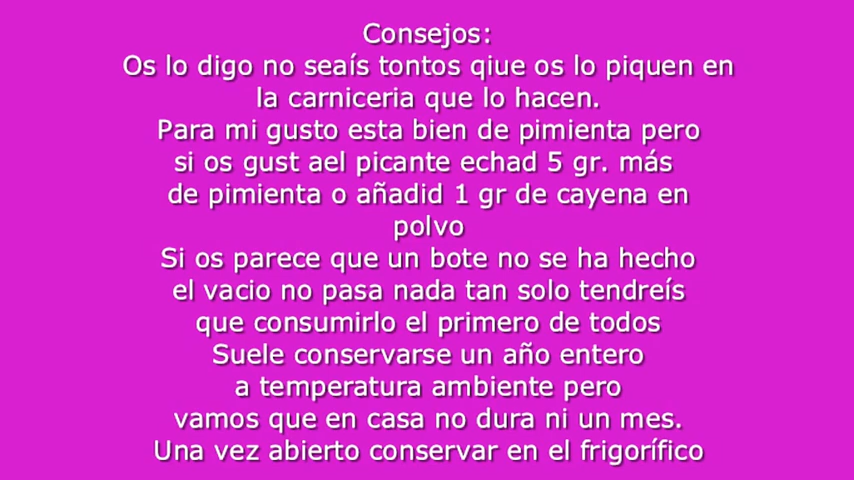 Consejos:
Os lo digo no seaís tontos qiue os lo piquen en
la carniceria que lo hacen.
Para mi gusto esta bien de pimienta pero
si os gust ael picante echad 5 gr. más
de pimienta o añadid 1 gr de cayena en
polvo
Si os parece que un bote no se ha hecho
el vacio no pasa nada tan solo tendreís
que consumirlo el primero de todos
Suele conservarse un año entero
a temperatura ambiente pero
vamos que en casa no dura ni un mes.
Una vez abierto conservar en el frigorífico